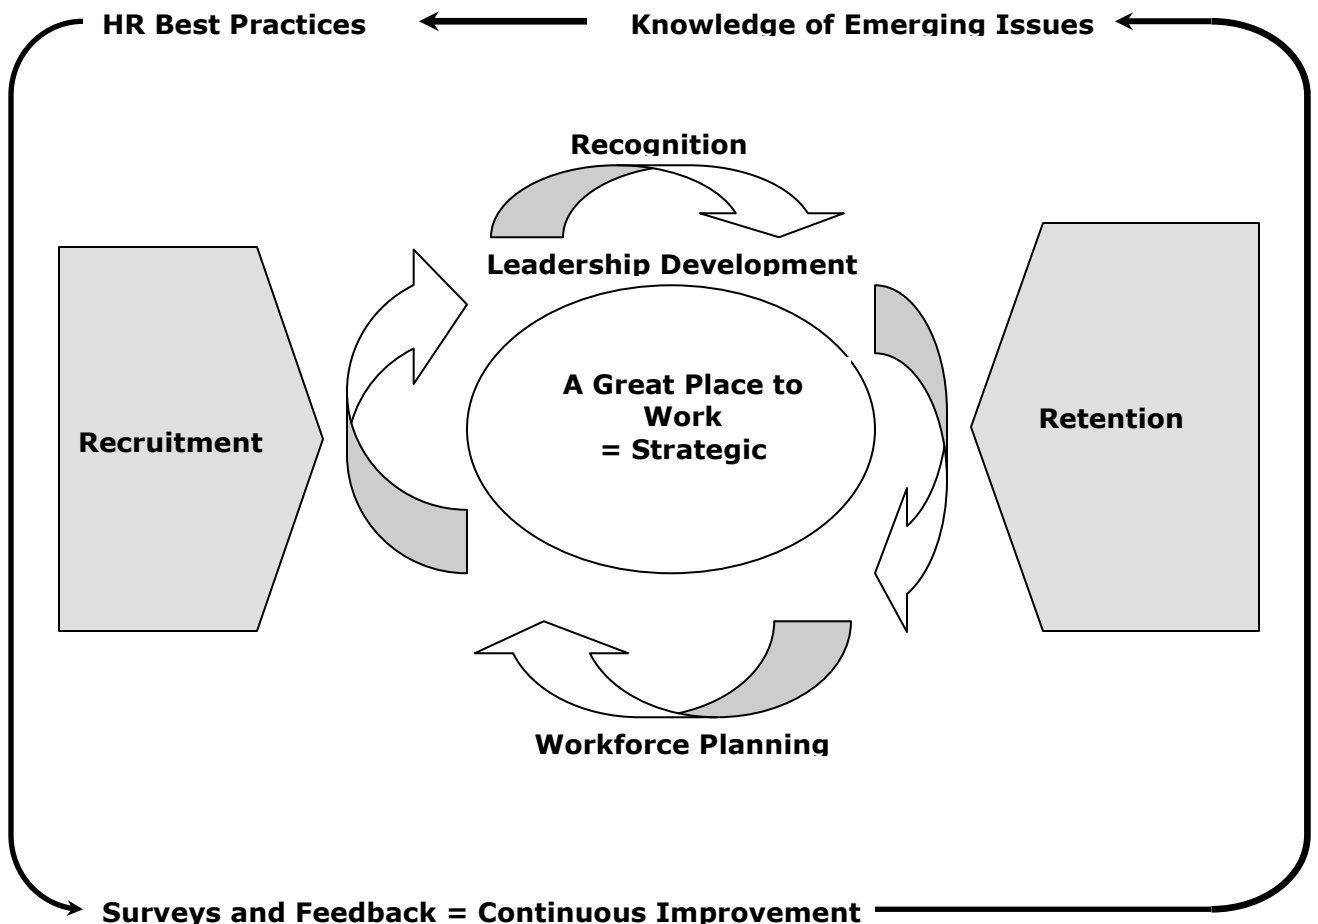 HR Best Practices
Knowledge of Emerging Issues
Recognition
Leadership Development
A Great Place to
Work
= Strategic
Recruitment
Retention
Workforce Planning
Surveys and Feedback = Continuous Improvement